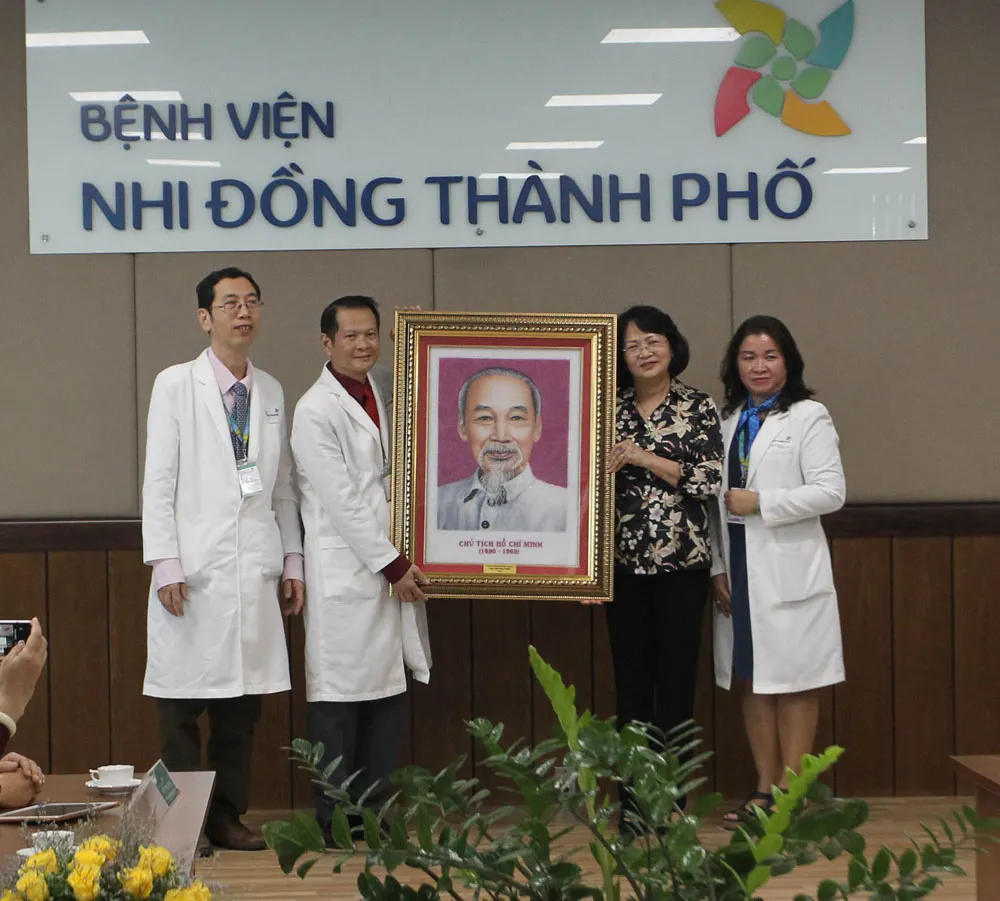 BỆNH VIỆN
NHI ĐỒNG THÀNH PHỐ
CHỦ TỊCH HỒ CHÍ MINH
(1890 - 1969)